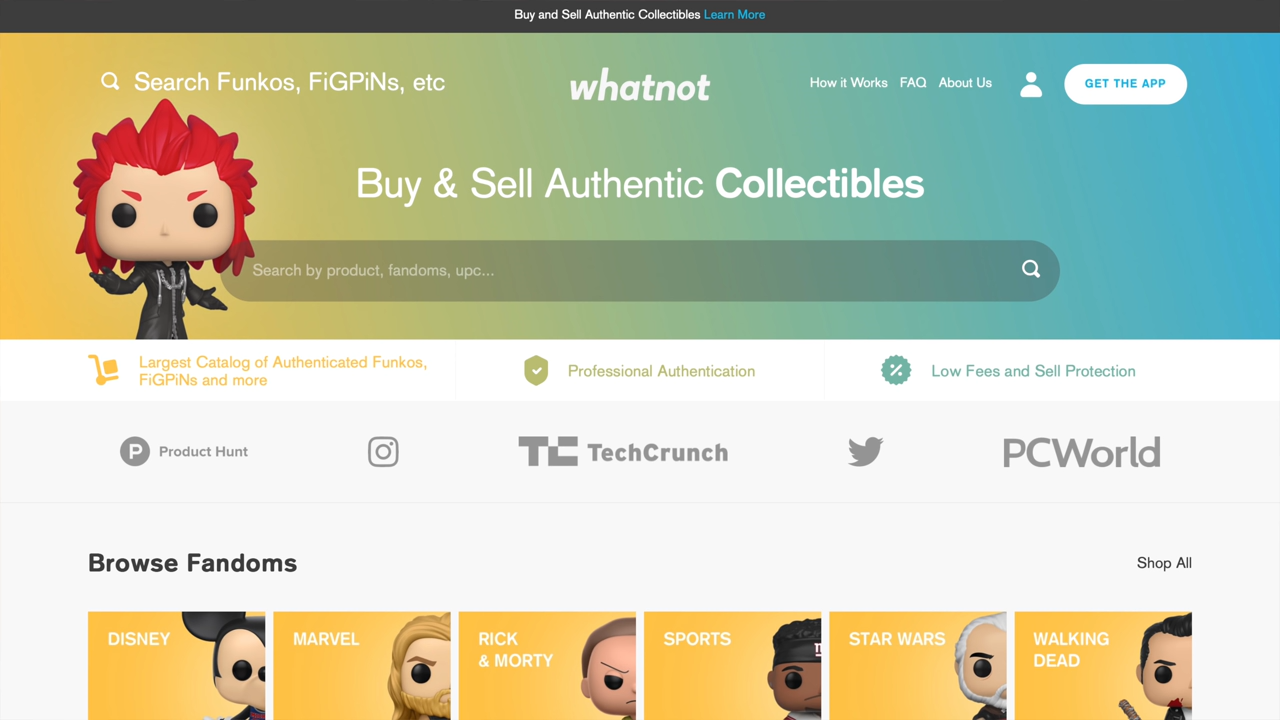 Buy and Sell Authentic Collectibles Learn More
Search Funkos, FiGPiNs, etc
whatnot
How it Works FAQ About Us
GET THE APP
Buy & Sell Authentic Collectibles
Search by product, fandoms, upc...
Largest Catalog of Authenticated Funkos,
FiGPiNs and more
Professional Authentication
Low Fees and Sell Protection
P Product Hunt
TC TechCrunch
PCWorld
Browse Fandoms
Shop All
DISNEY
MARVEL
RICK
& MORTY
SPORTS
STAR WARS
WALKING
DEAD